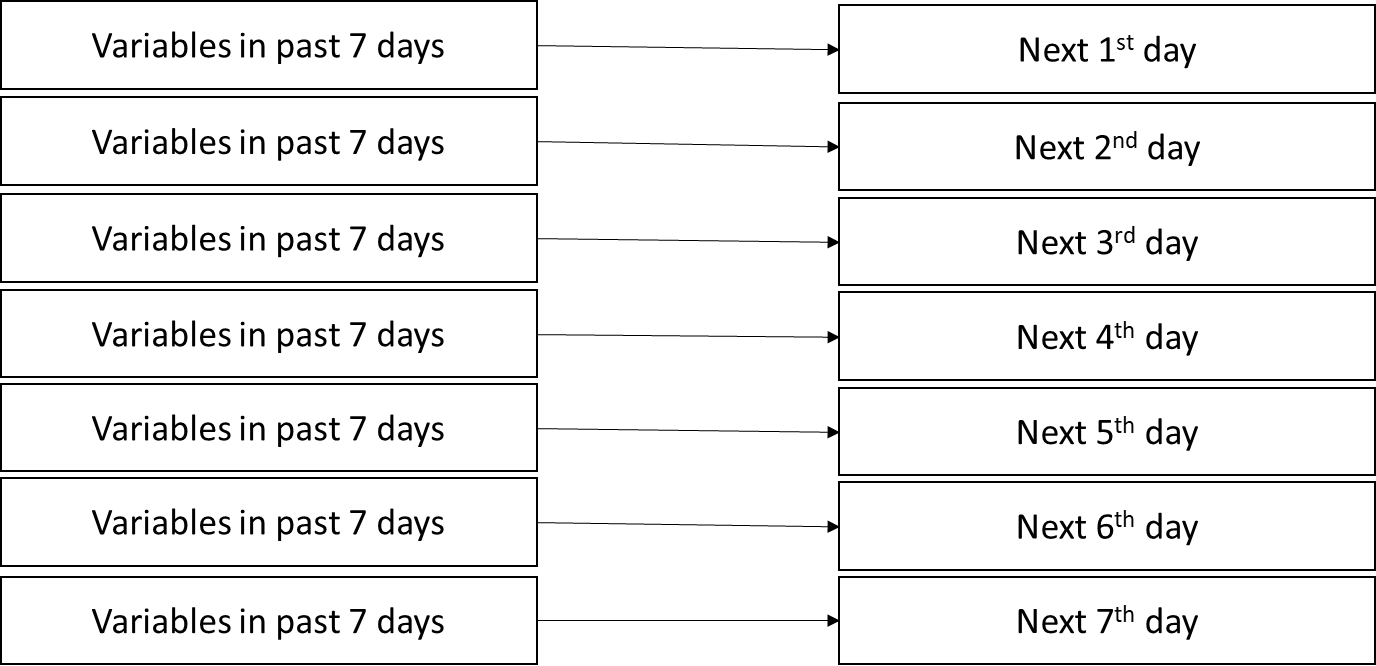 Variables in past 7 days
Next 1st day
Variables in past 7 days
Next 2nd day
Variables in past 7 days
Next 3rd day
Variables in past 7 days
Next 4th day
Variables in past 7 days
Next 5th day
Variables in past 7 days
Next 6th day
Variables in past 7 days
Next 7th day